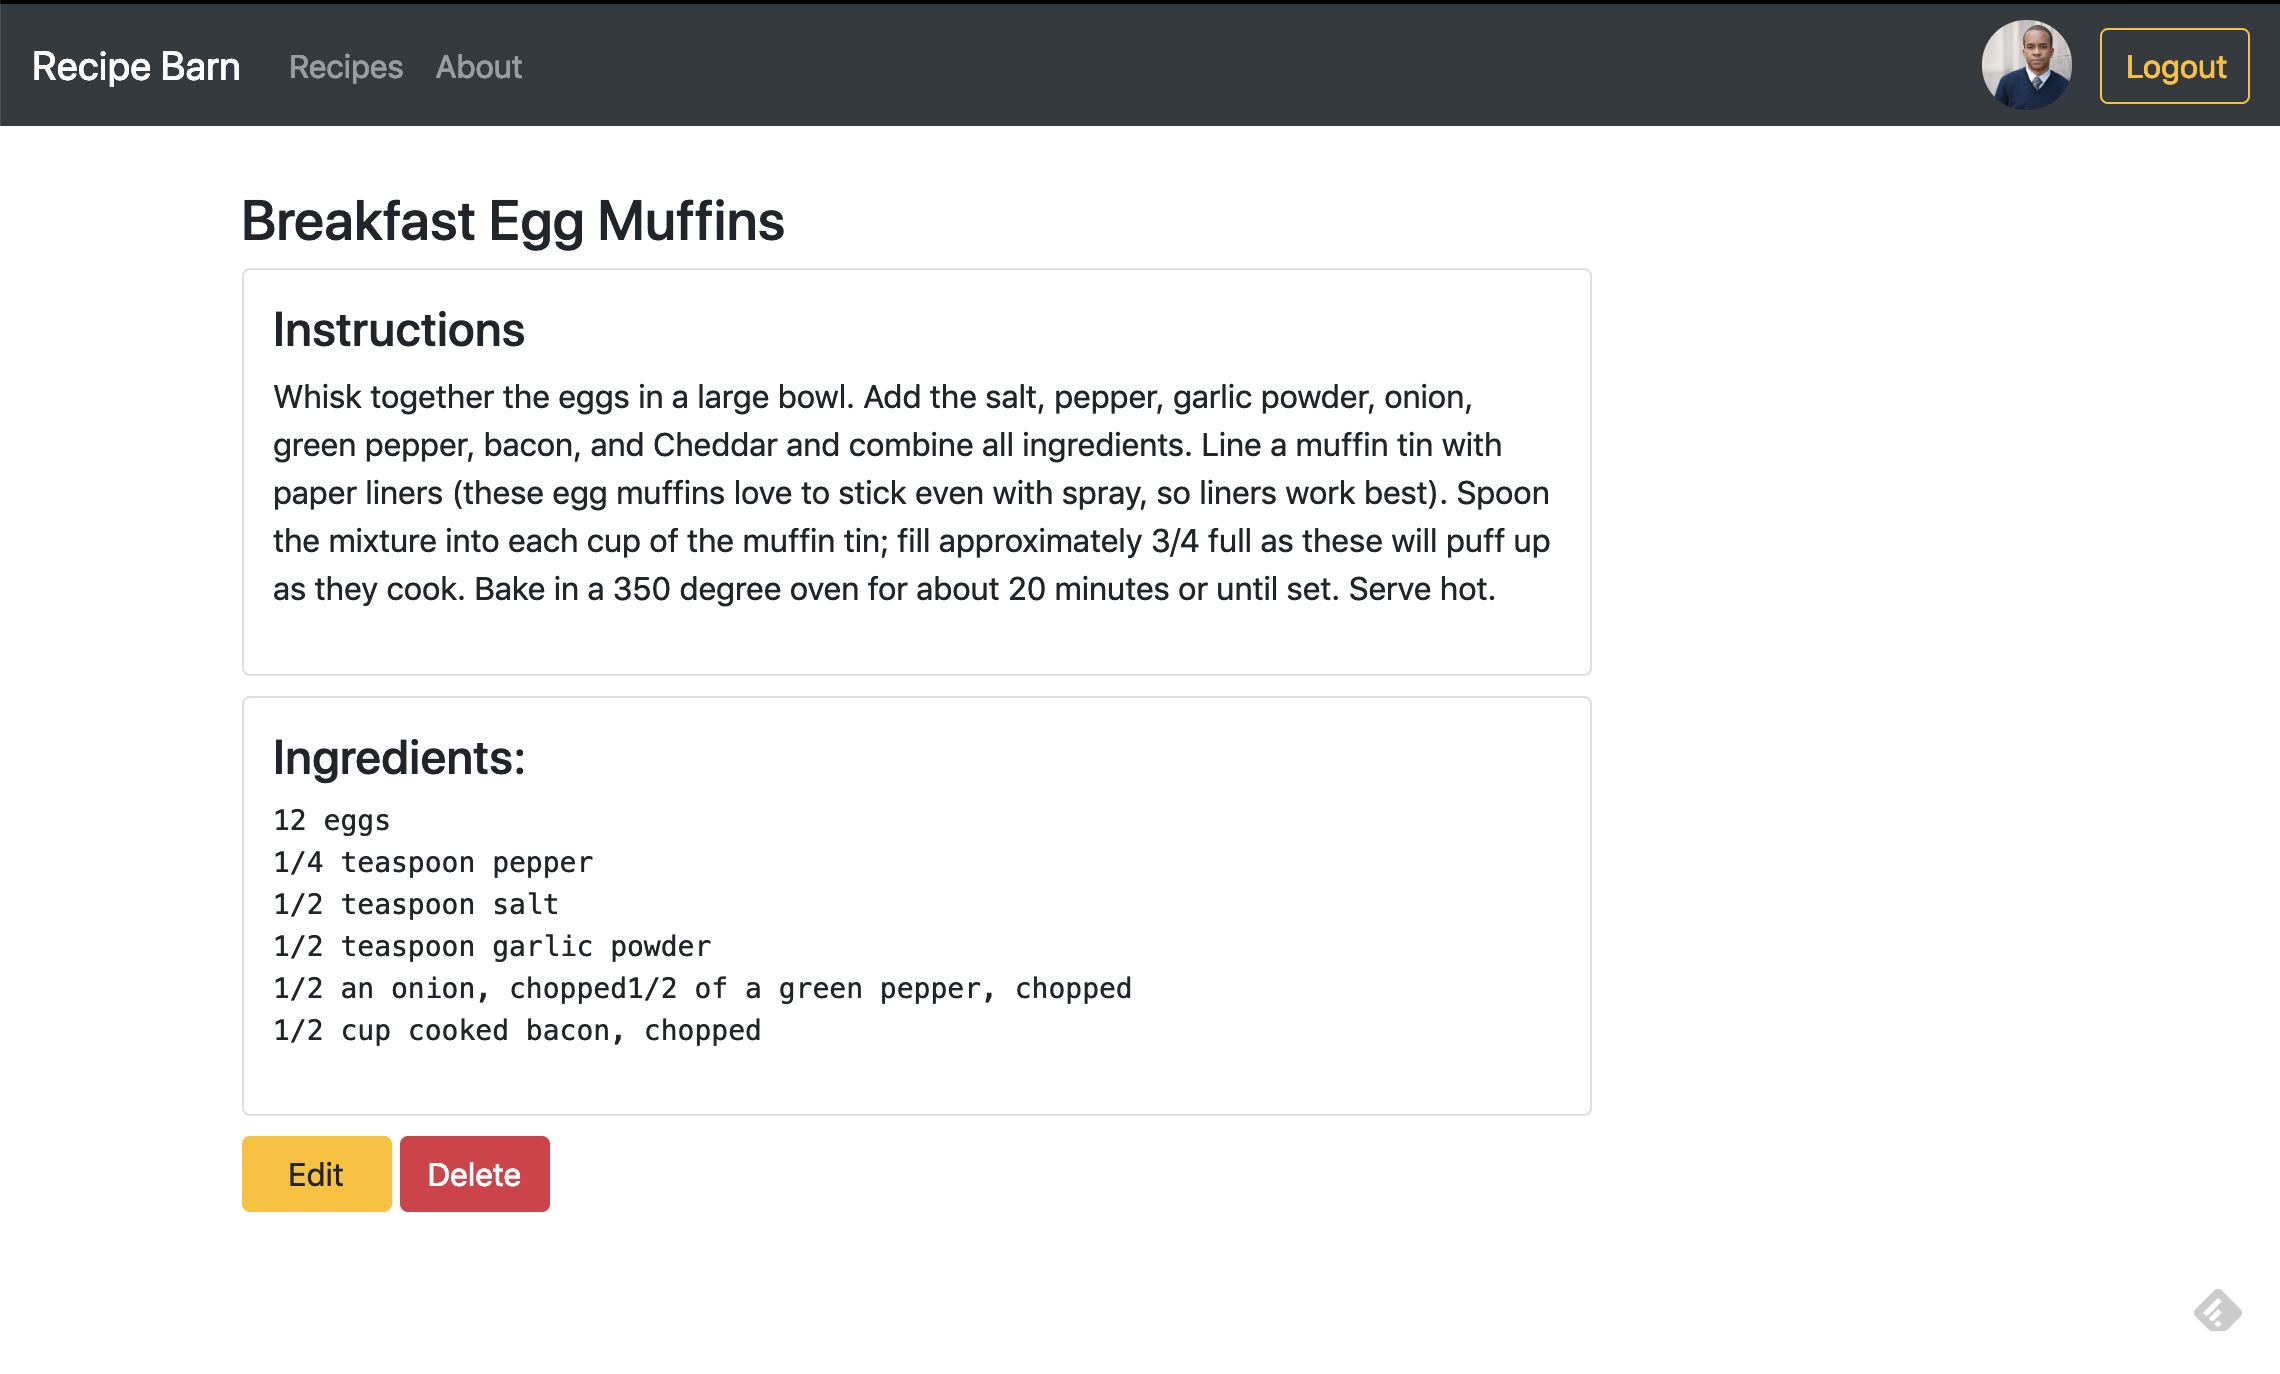 Recipe Barn Recipes About Logout
Breakfast Egg Muffins
Instructions
Whisk together the eggs in a large bowl. Add the salt, pepper, garlic powder, onion,
green pepper, bacon, and Cheddar and combine all ingredients. Line a muffin tin with
paper liners (these egg muffins love to stick even with spray, so liners work best). Spoon
the mixture into each cup of the muffin tin; fill approximately 3/4 full as these will puff up
as they cook. Bake in a 350 degree oven for about 20 minutes or until set. Serve hot.
Ingredients:
12 eggs
1/4 teaspoon pepper
1/2 teaspoon salt
1/2 teaspoon garlic powder
1/2 an onion, chopped1/2 of a green pepper, chopped
1/2 cup cooked bacon, chopped
Edit Delete